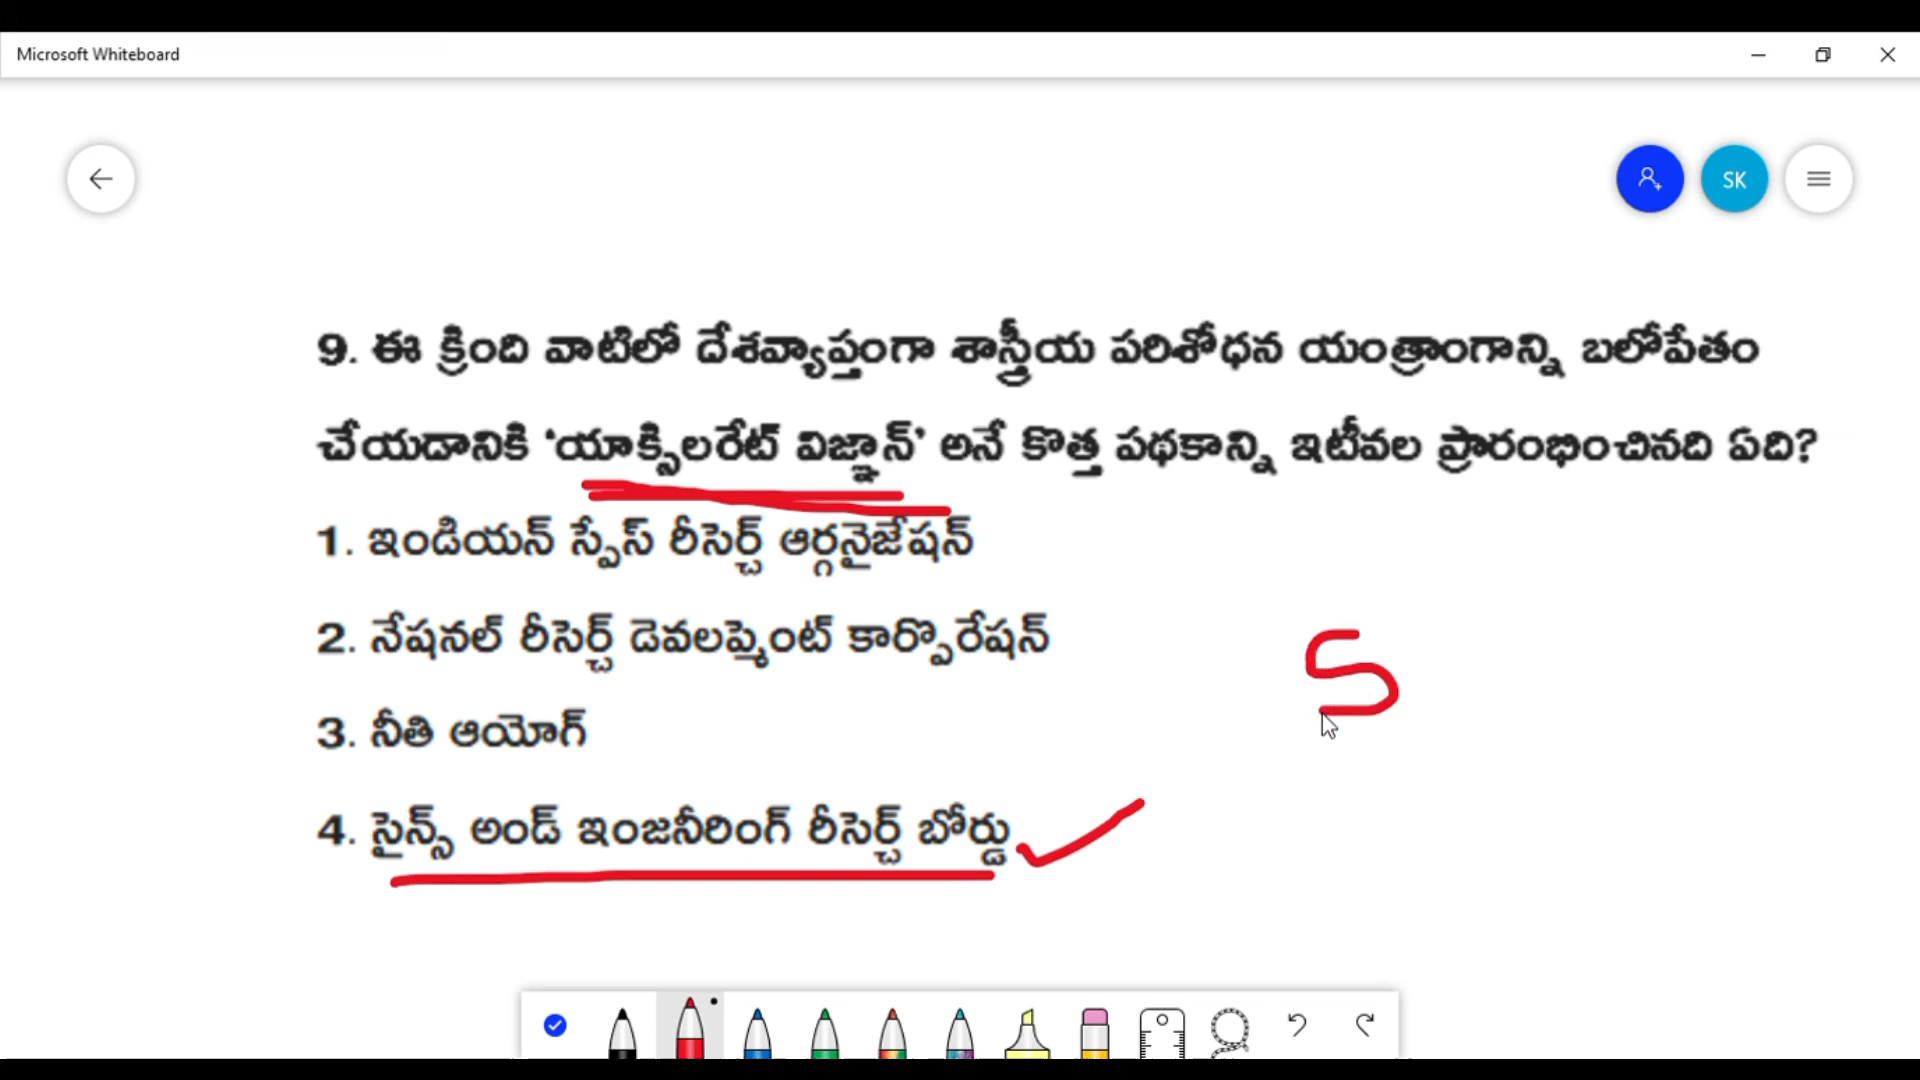 Microsoft Whiteboard
SK
9. ఈ క్రింది వాటిలో దేశవ్యాప్తంగా శాస్త్రీయ పరిశోధన యంత్రాంగాన్ని బలోపేతం
చేయడానికి ‘యాక్సిలరేట్ విజ్ఞాన్’ అనే కొత్త పథకాన్ని ఇటీవల ప్రారంభించినది ఏది?
1. ఇండియన్ స్పేస్ రీసెర్చ్ ఆర్గనైజేషన్
2. నేషనల్ రీసెర్చ్ డెవలప్మెంట్ కార్పొరేషన్
S
3. నీతి ఆయోగ్
4. సైన్స్ అండ్ ఇంజనీరింగ్ రీసెర్చ్ బోర్డు